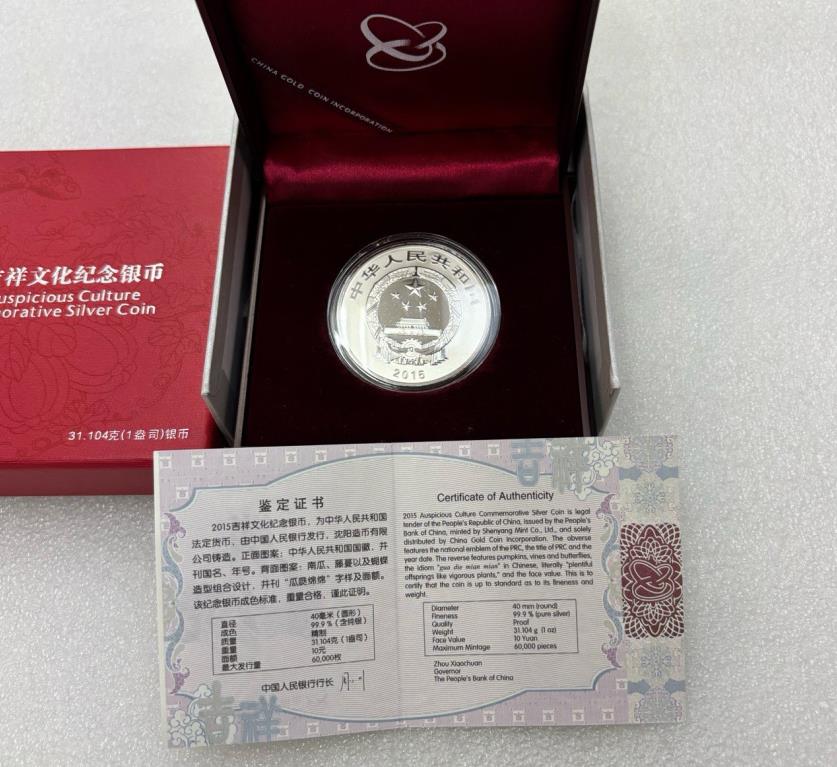 CHINA GOLD COIN INCORPORATION
中华人民共和国
2015
吉祥文化纪念银币
uspicious Culture
orative Silver Coin
31.104克(1盎司)银币
吉祥
鉴定证书
2015吉祥文化纪念银币，为中华人民共和国
法定货币，由中国人民银行发行，沈阳造币有限
公司铸造。正面图案：中华人民共和国国徽，并
刊国名、年号。背面图案：南瓜、藤蔓以及蝴蝶
造型组合设计，并刊“瓜瓞绵绵”字样及面额。
该纪念银币成色标准，重量合格，谨此证明。
直径 40毫米（圆形）
成色 99.9％（含纯银）
质量 精制
重量 31.104克（1盎司）
面额 10元
最大发行量 60,000枚
中国人民银行行长
Certificate of Authenticity
2015 Auspicious Culture Commemorative Silver Coin is legal
tender of the People's Republic of China, issued by the People's
Bank of China, minted by Shenyang Mint Co., Ltd., and solely
distributed by China Gold Coin Incorporation. The obverse
features the national emblem of the PRC, the title of PRC and the
year date. The reverse features pumpkins, vines and butterflies,
the idiom "gua die mian mian" in Chinese, literally "plentiful
offsprings like vigorous plants," and the face value. This is to
certify that the coin is up to standard as to its fineness and
weight.
Diameter 40 mm (round)
Fineness 99.9 % (pure silver)
Quality Proof
Weight 31.104 g (1 oz)
Face Value 10 Yuan
Maximum Mintage 60,000 pieces
Zhou Xiaochuan
Governor
The People's Bank of China
吉祥